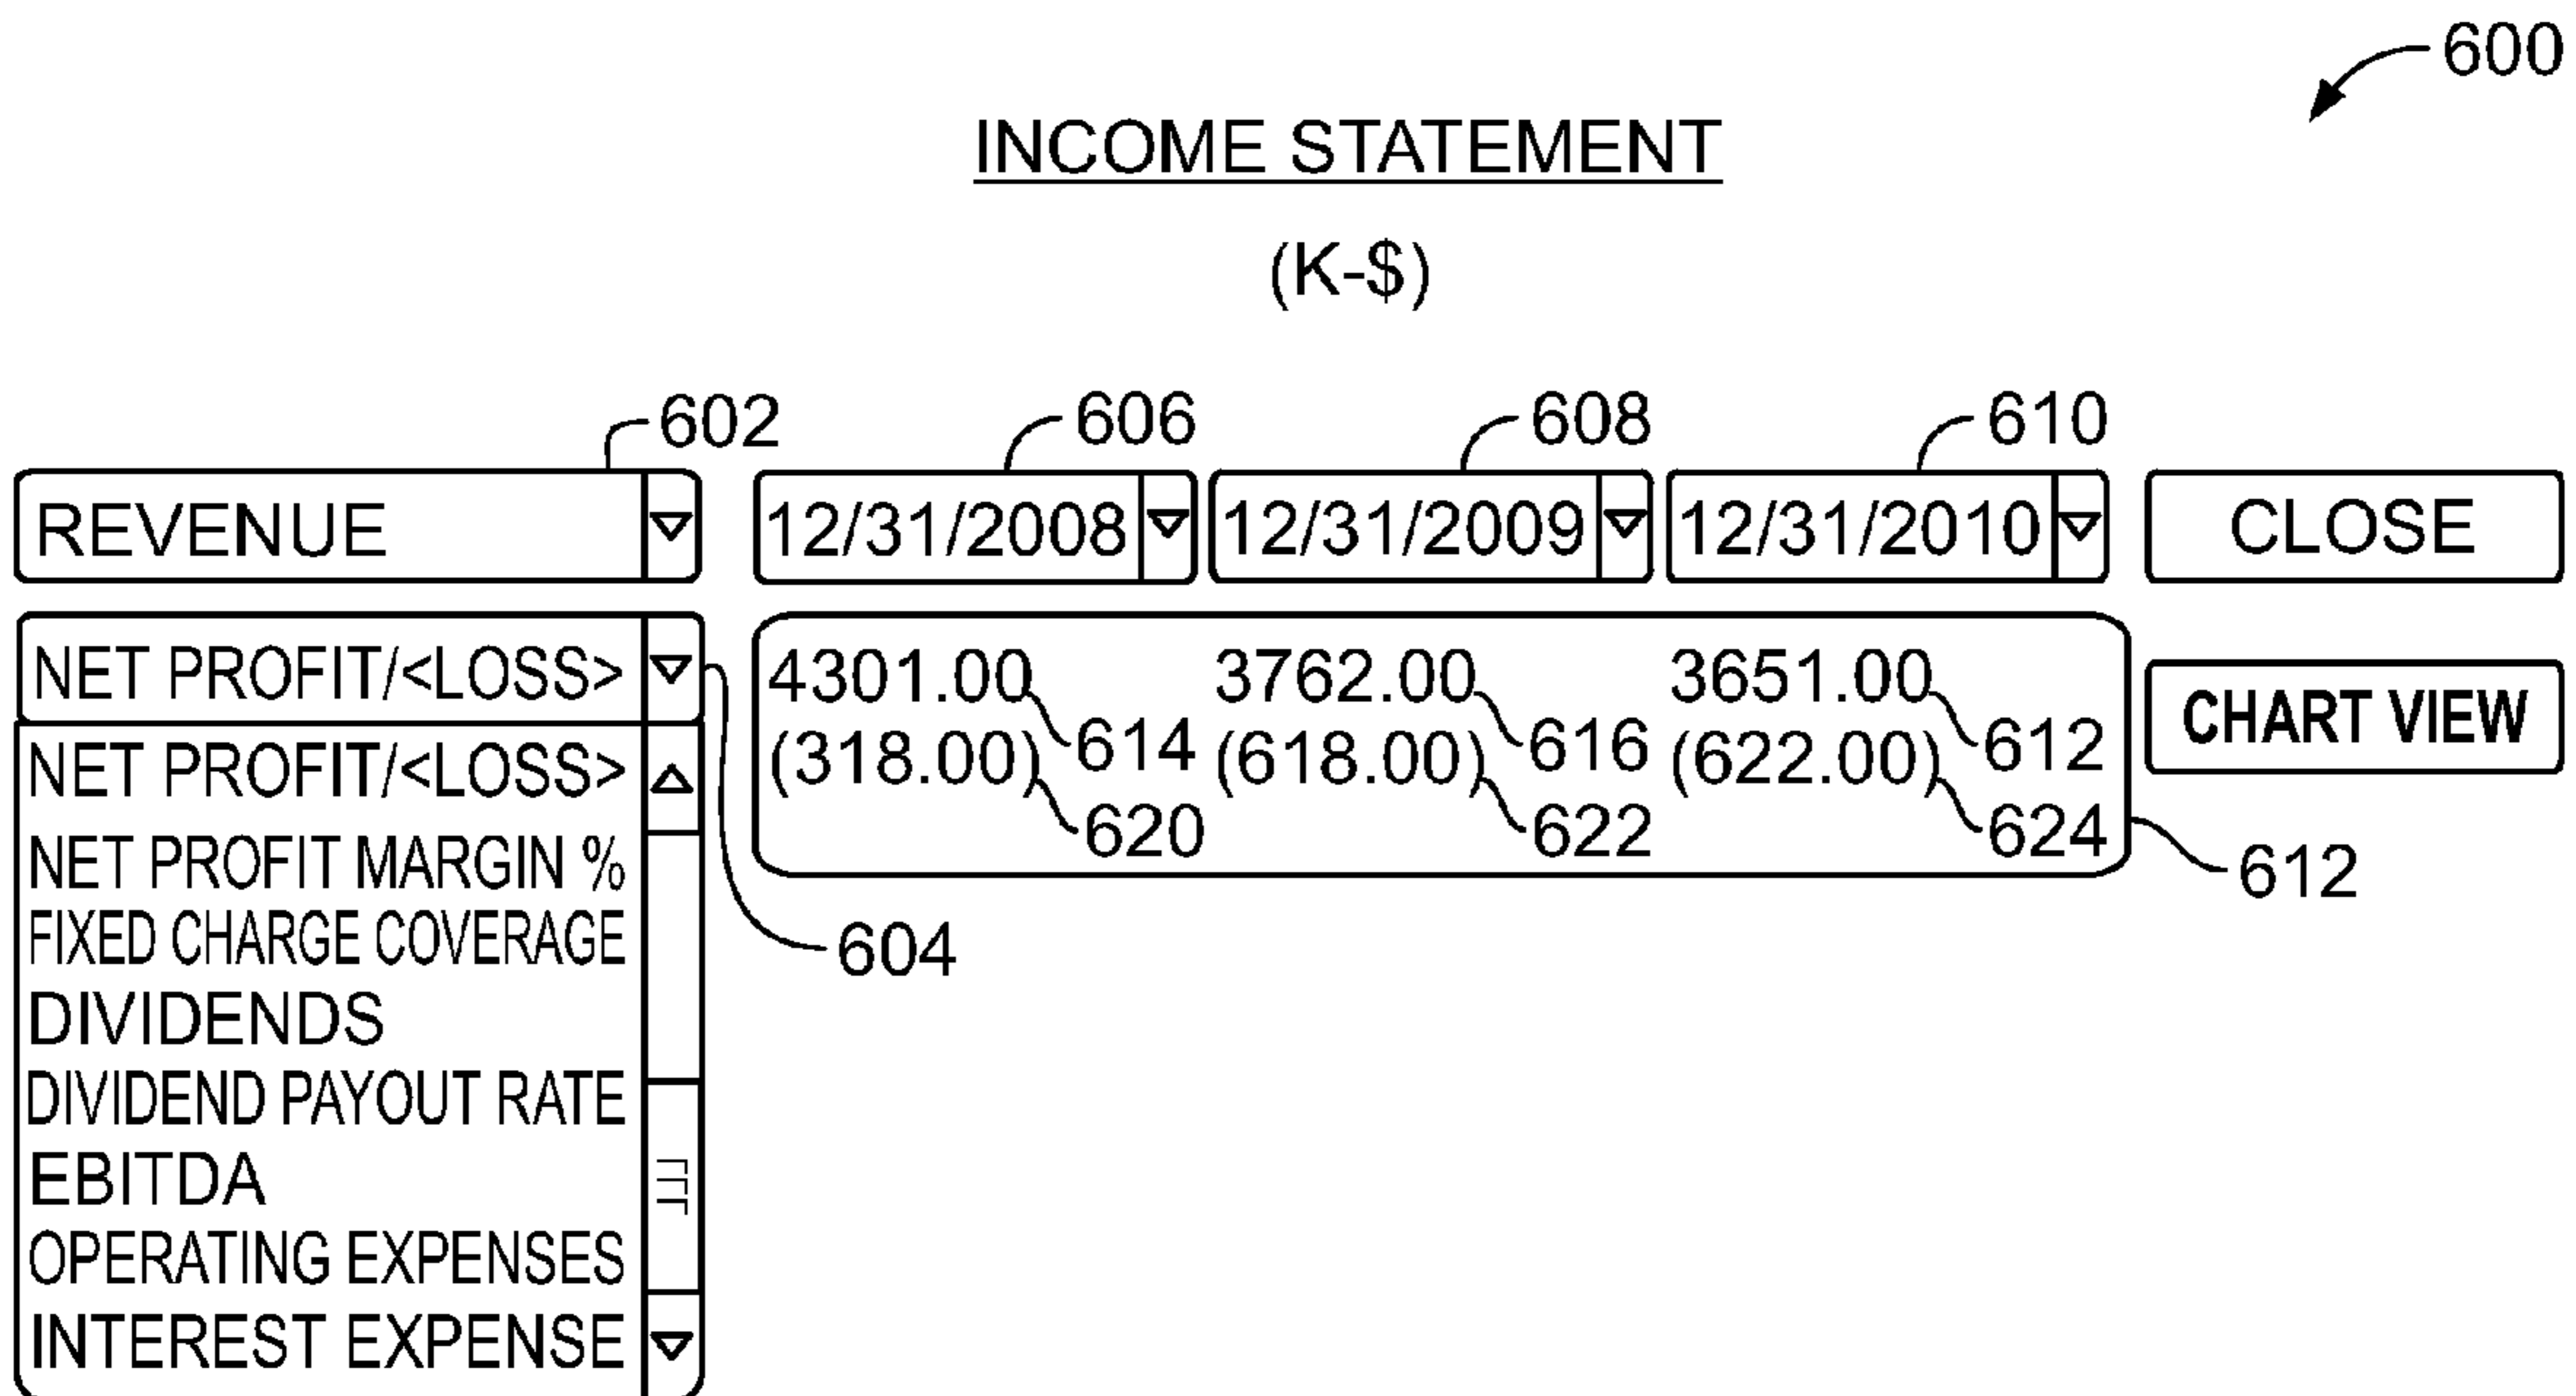 600
INCOME STATEMENT
(K-$)
602 606 608 610
REVENUE 12/31/2008 12/31/2009 12/31/2010 CLOSE
NET PROFIT/<LOSS> 4301.00 3762.00 3651.00 CHART VIEW
614 616 612
NET PROFIT/<LOSS> (318.00) (618.00) (622.00)
620 622 624
NET PROFIT MARGIN % 612
FIXED CHARGE COVERAGE 604
DIVIDENDS
DIVIDEND PAYOUT RATE
EBITDA
OPERATING EXPENSES
INTEREST EXPENSE